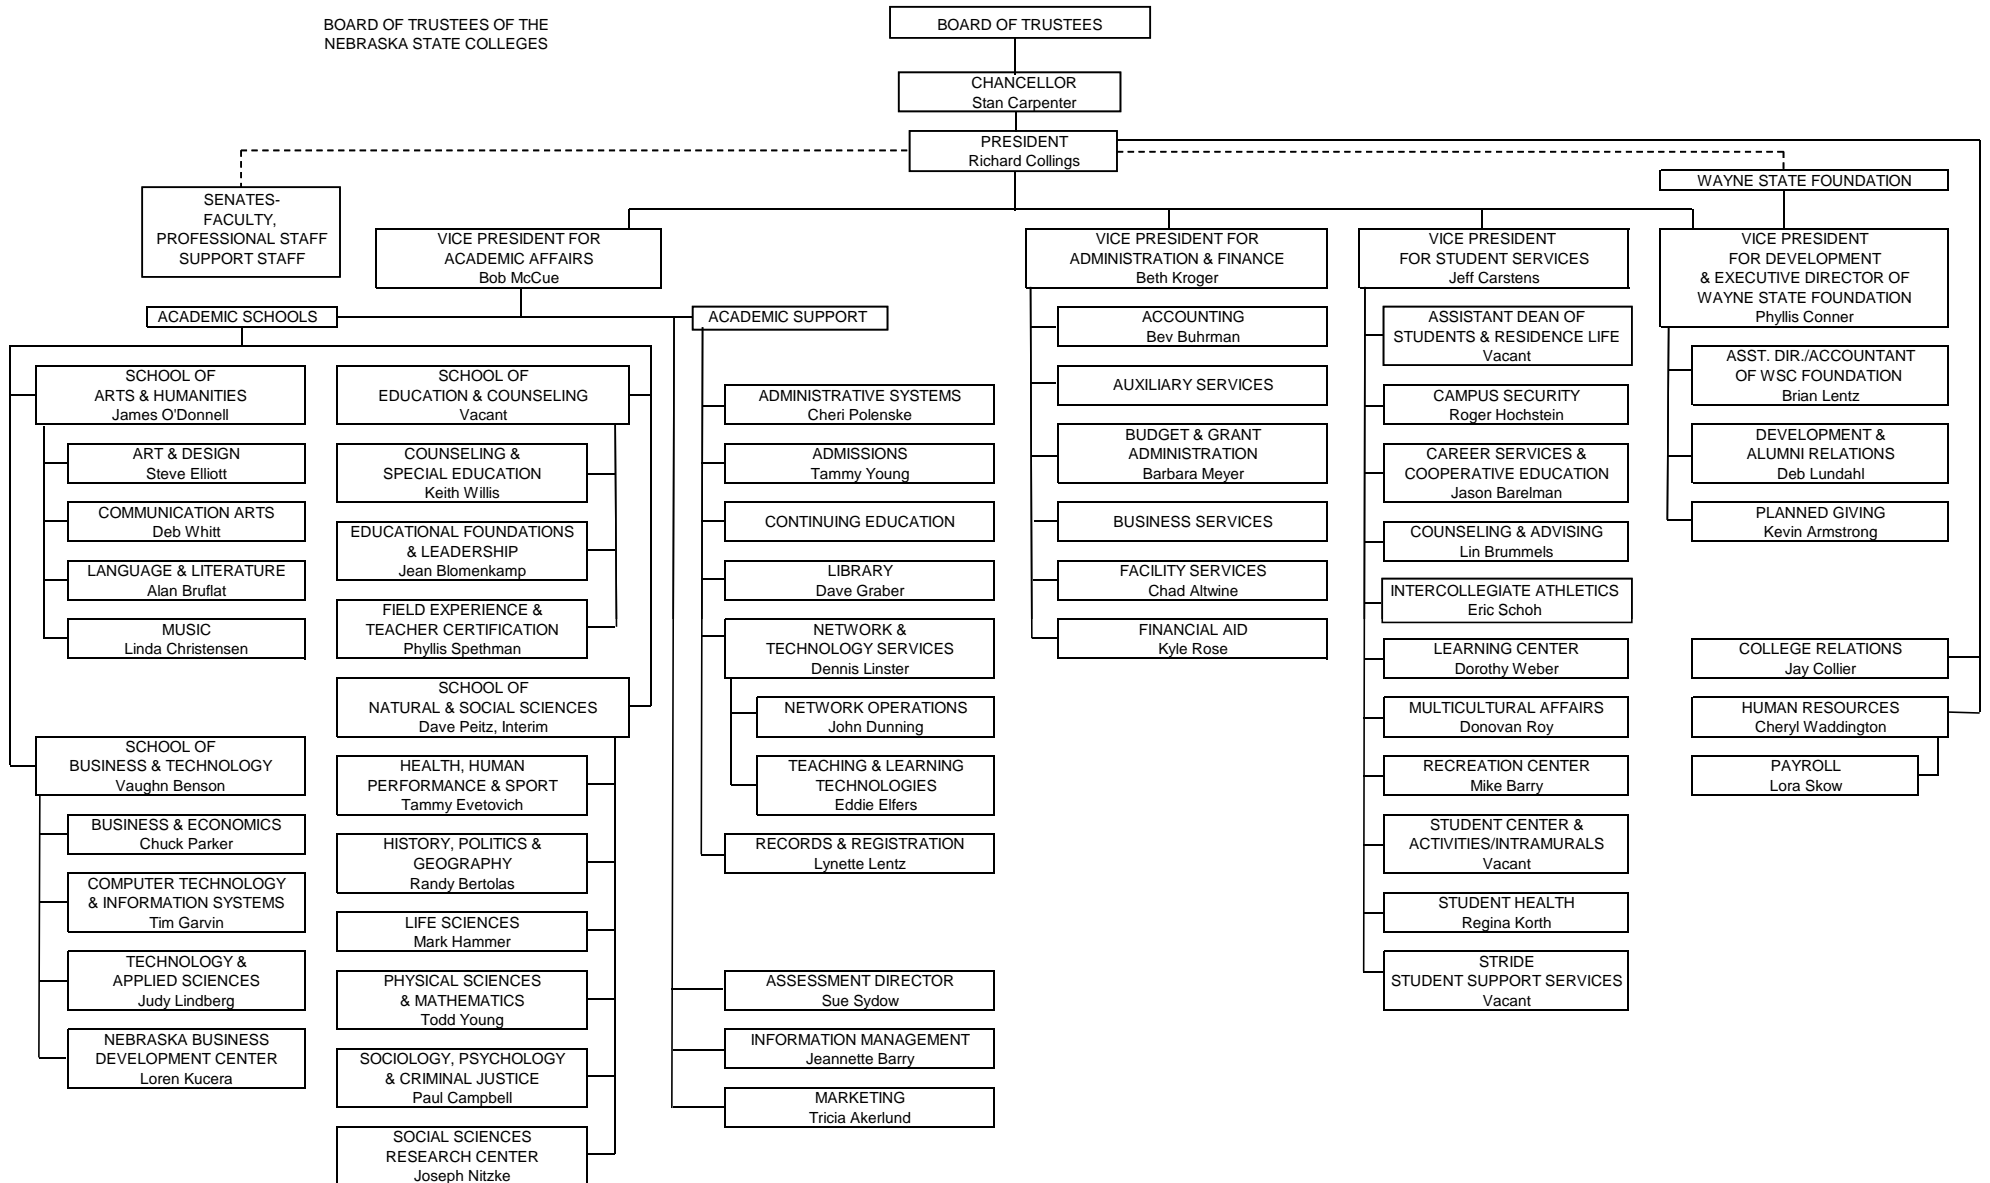 BOARD OF TRUSTEES OF THE
NEBRASKA STATE COLLEGES
BOARD OF TRUSTEES
CHANCELLOR
Stan Carpenter
PRESIDENT
Richard Collings
SENATES-
FACULTY,
PROFESSIONAL STAFF
SUPPORT STAFF
WAYNE STATE FOUNDATION
VICE PRESIDENT FOR
ACADEMIC AFFAIRS
Bob McCue
VICE PRESIDENT FOR
ADMINISTRATION & FINANCE
Beth Kroger
VICE PRESIDENT
FOR STUDENT SERVICES
Jeff Carstens
VICE PRESIDENT
FOR DEVELOPMENT
& EXECUTIVE DIRECTOR OF
WAYNE STATE FOUNDATION
Phyllis Conner
ACADEMIC SCHOOLS
SCHOOL OF
ARTS & HUMANITIES
James O'Donnell
ART & DESIGN
Steve Elliott
COMMUNICATION ARTS
Deb Whitt
LANGUAGE & LITERATURE
Alan Bruflat
MUSIC
Linda Christensen
SCHOOL OF
BUSINESS & TECHNOLOGY
Vaughn Benson
BUSINESS & ECONOMICS
Chuck Parker
COMPUTER TECHNOLOGY
& INFORMATION SYSTEMS
Tim Garvin
TECHNOLOGY &
APPLIED SCIENCES
Judy Lindberg
NEBRASKA BUSINESS
DEVELOPMENT CENTER
Loren Kucera
SCHOOL OF
EDUCATION & COUNSELING
Vacant
COUNSELING &
SPECIAL EDUCATION
Keith Willis
EDUCATIONAL FOUNDATIONS
& LEADERSHIP
Jean Blomenkamp
FIELD EXPERIENCE &
TEACHER CERTIFICATION
Phyllis Spethman
SCHOOL OF
NATURAL & SOCIAL SCIENCES
Dave Peitz, Interim
HEALTH, HUMAN
PERFORMANCE & SPORT
Tammy Evetovich
HISTORY, POLITICS &
GEOGRAPHY
Randy Bertolas
LIFE SCIENCES
Mark Hammer
PHYSICAL SCIENCES
& MATHEMATICS
Todd Young
SOCIOLOGY, PSYCHOLOGY
& CRIMINAL JUSTICE
Paul Campbell
SOCIAL SCIENCES
RESEARCH CENTER
Joseph Nitzke
ACADEMIC SUPPORT
ADMINISTRATIVE SYSTEMS
Cheri Polenske
ADMISSIONS
Tammy Young
CONTINUING EDUCATION
LIBRARY
Dave Graber
NETWORK &
TECHNOLOGY SERVICES
Dennis Linster
NETWORK OPERATIONS
John Dunning
TEACHING & LEARNING
TECHNOLOGIES
Eddie Elfers
RECORDS & REGISTRATION
Lynette Lentz
ASSESSMENT DIRECTOR
Sue Sydow
INFORMATION MANAGEMENT
Jeannette Barry
MARKETING
Tricia Akerlund
ACCOUNTING
Bev Buhrman
AUXILIARY SERVICES
BUDGET & GRANT
ADMINISTRATION
Barbara Meyer
BUSINESS SERVICES
FACILITY SERVICES
Chad Altwine
FINANCIAL AID
Kyle Rose
ASSISTANT DEAN OF
STUDENTS & RESIDENCE LIFE
Vacant
CAMPUS SECURITY
Roger Hochstein
CAREER SERVICES &
COOPERATIVE EDUCATION
Jason Barelman
COUNSELING & ADVISING
Lin Brummels
INTERCOLLEGIATE ATHLETICS
Eric Schoh
LEARNING CENTER
Dorothy Weber
MULTICULTURAL AFFAIRS
Donovan Roy
RECREATION CENTER
Mike Barry
STUDENT CENTER &
ACTIVITIES/INTRAMURALS
Vacant
STUDENT HEALTH
Regina Korth
STRIDE
STUDENT SUPPORT SERVICES
Vacant
ASST. DIR./ACCOUNTANT
OF WSC FOUNDATION
Brian Lentz
DEVELOPMENT &
ALUMNI RELATIONS
Deb Lundahl
PLANNED GIVING
Kevin Armstrong
COLLEGE RELATIONS
Jay Collier
HUMAN RESOURCES
Cheryl Waddington
PAYROLL
Lora Skow